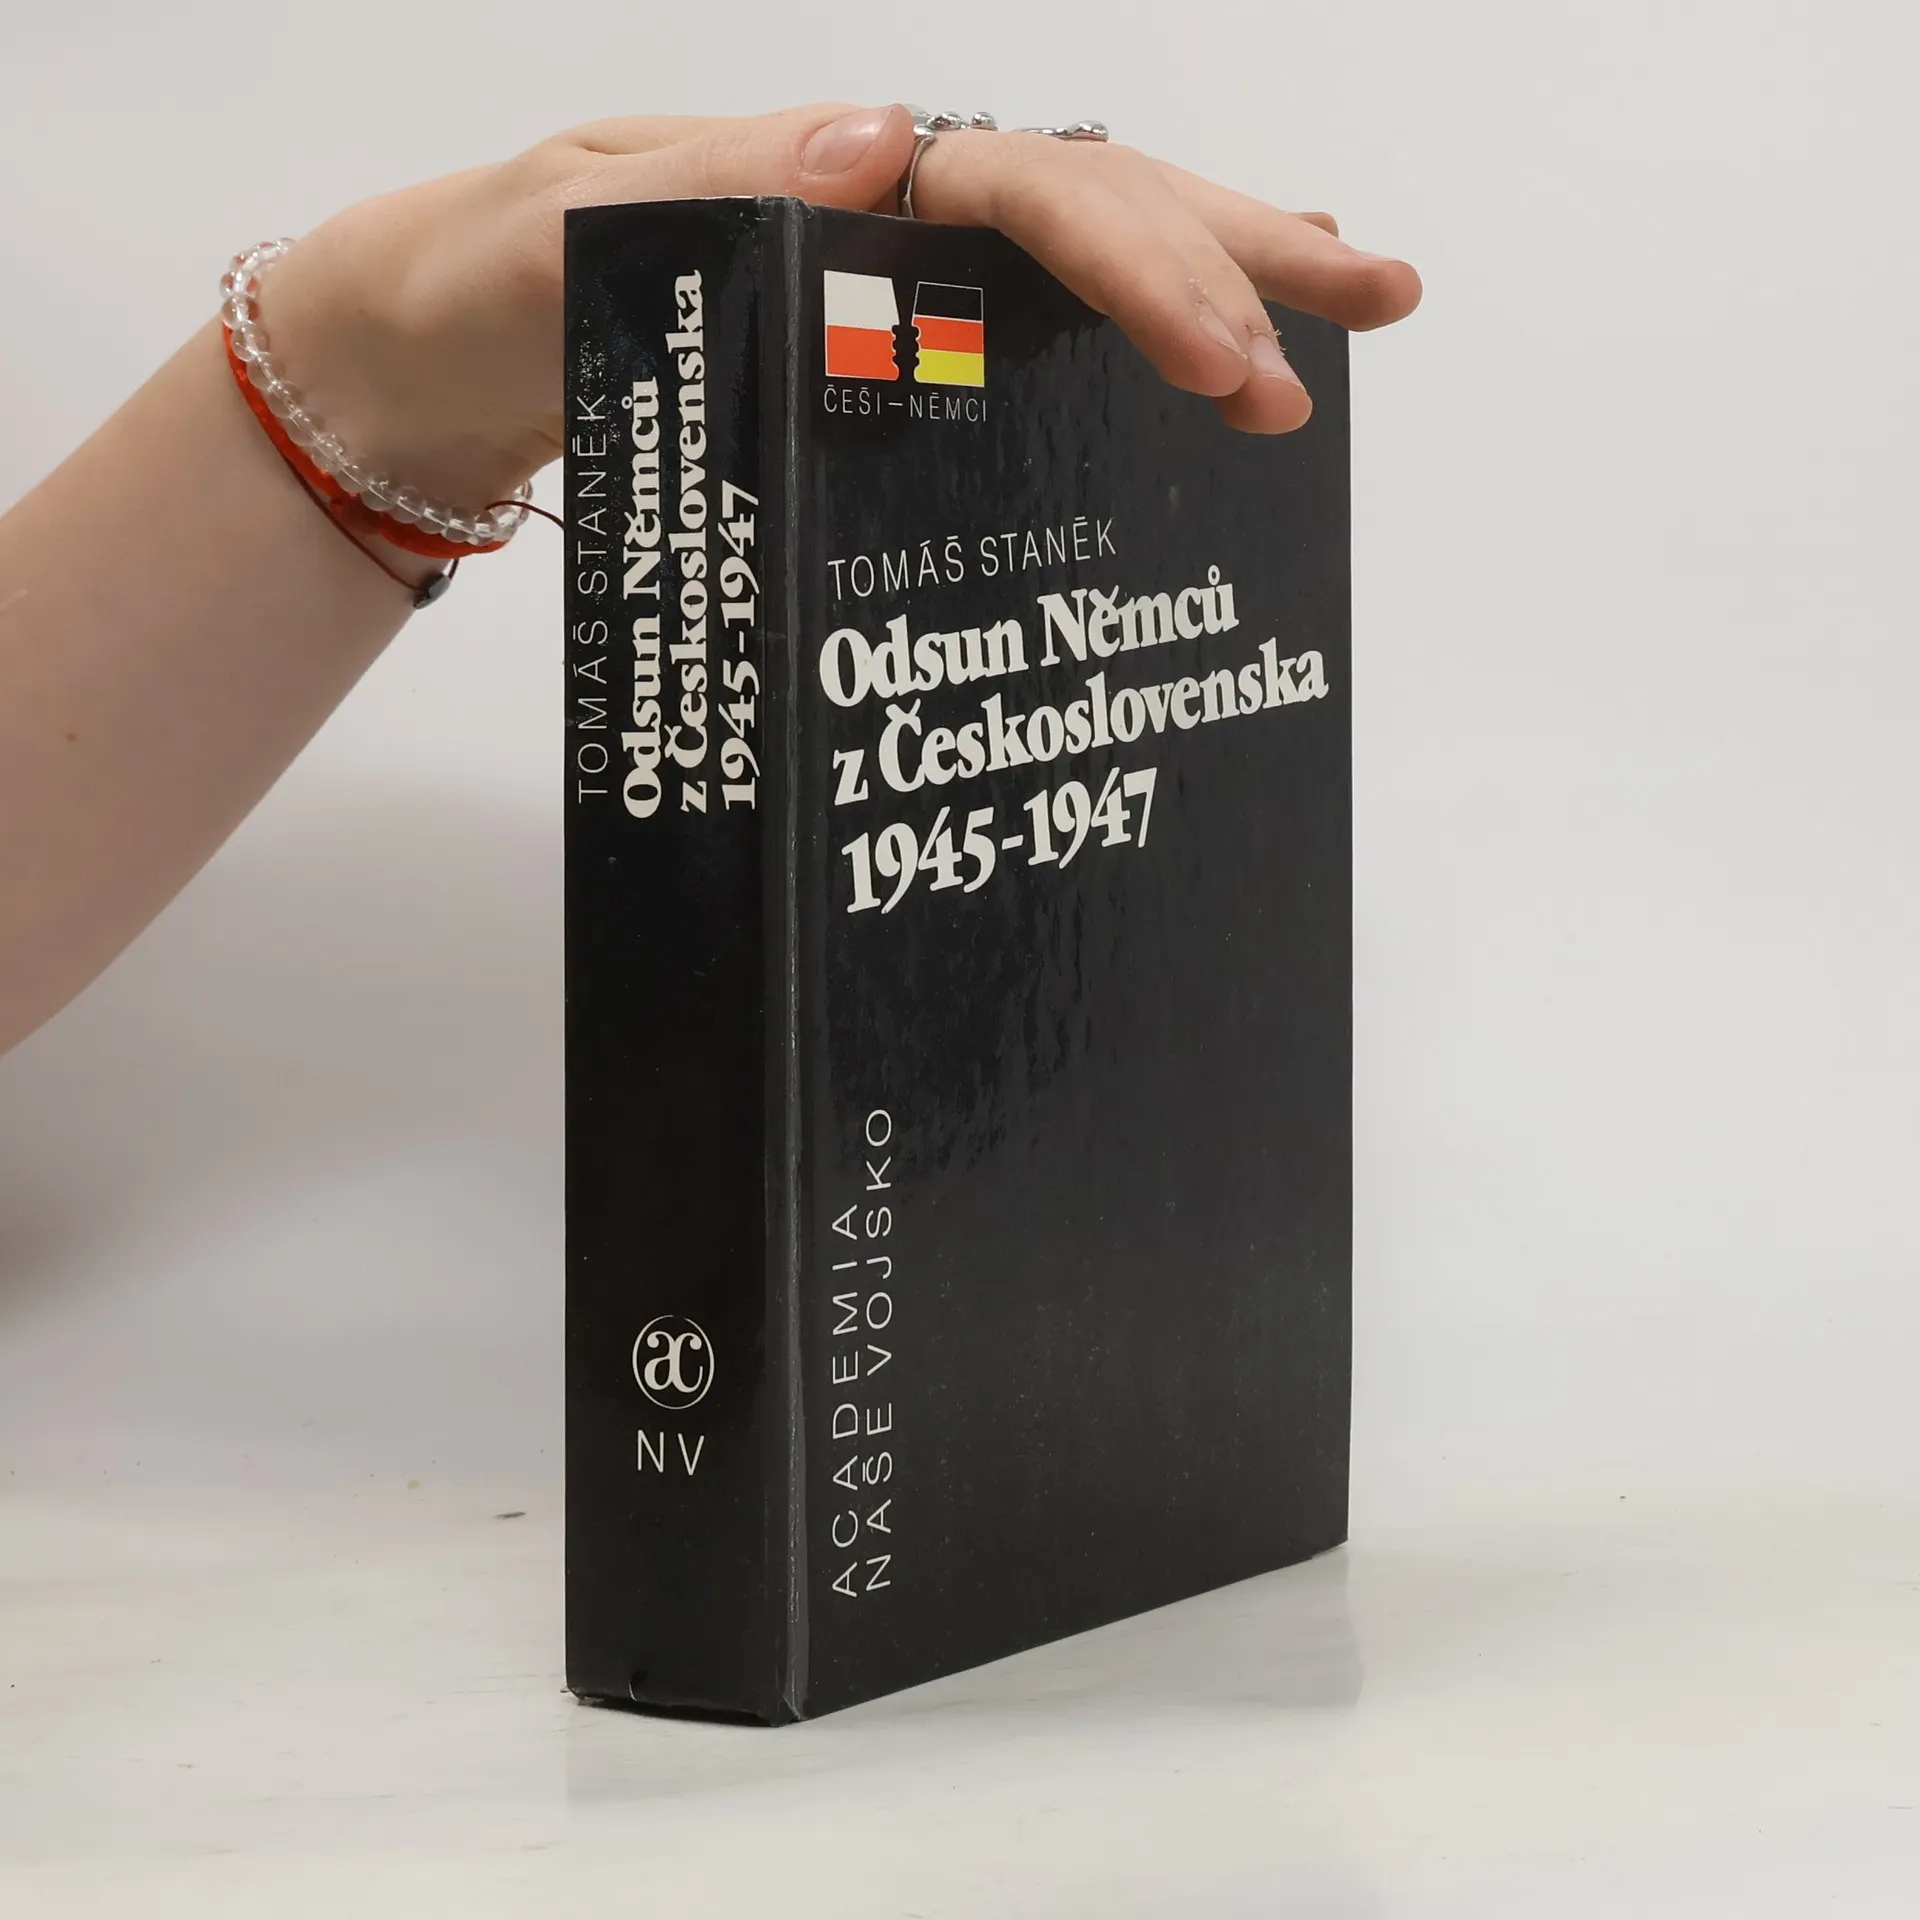 TOMÁŠ STANĚK
Odsun Němců
z Československa
1945-1947
æ
NV
ČEŠI–NĚMCI
TOMÁŠ STANĚK
Odsun Němců
z Československa
1945-1947
ACADEMIA
NAŠE VOJSKO